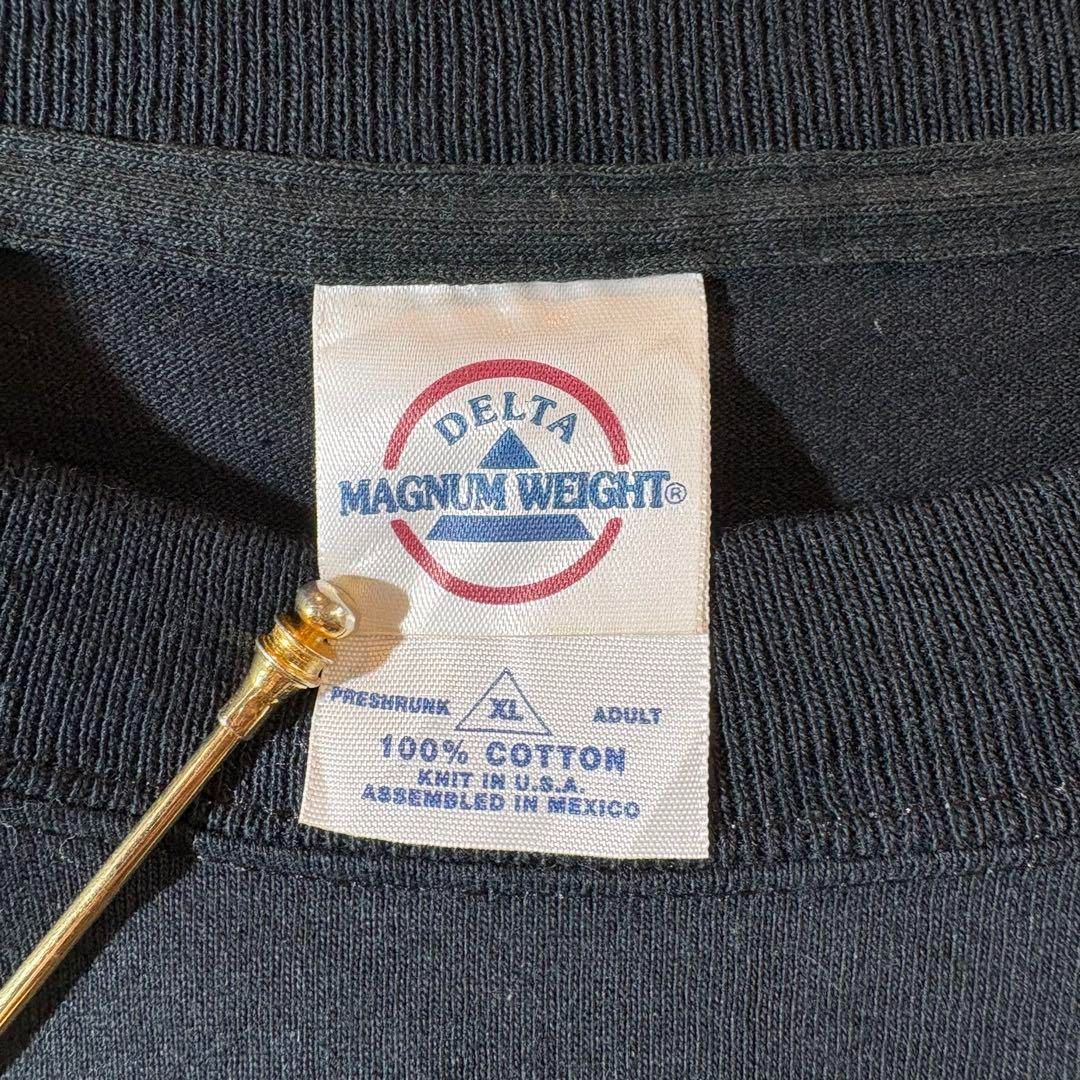 DELTA
MAGNUM WEIGHT®
PRESHRUNK XL ADULT
100% COTTON
KNIT IN U.S.A.
ASSEMBLED IN MEXICO